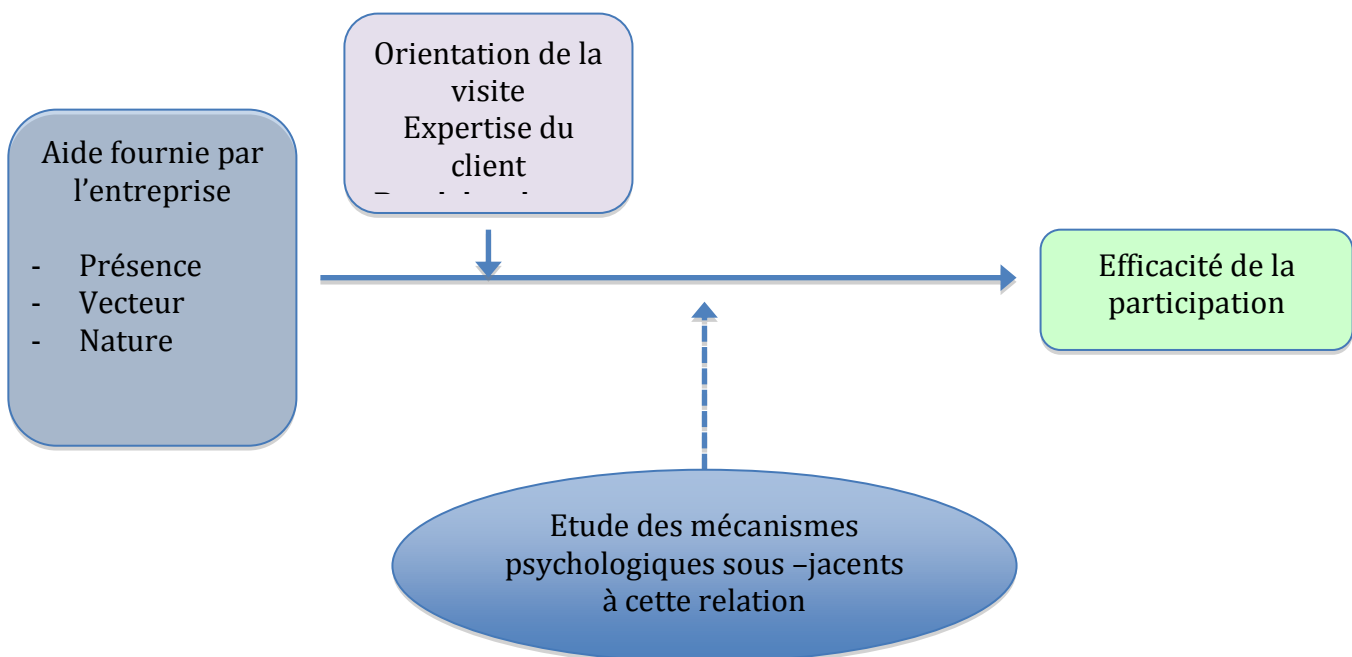 Orientation de la
visite
Expertise du
client
Aide fournie par
l’entreprise
- Présence
- Vecteur
- Nature
Efficacité de la
participation
Etude des mécanismes
psychologiques sous –jacents
à cette relation